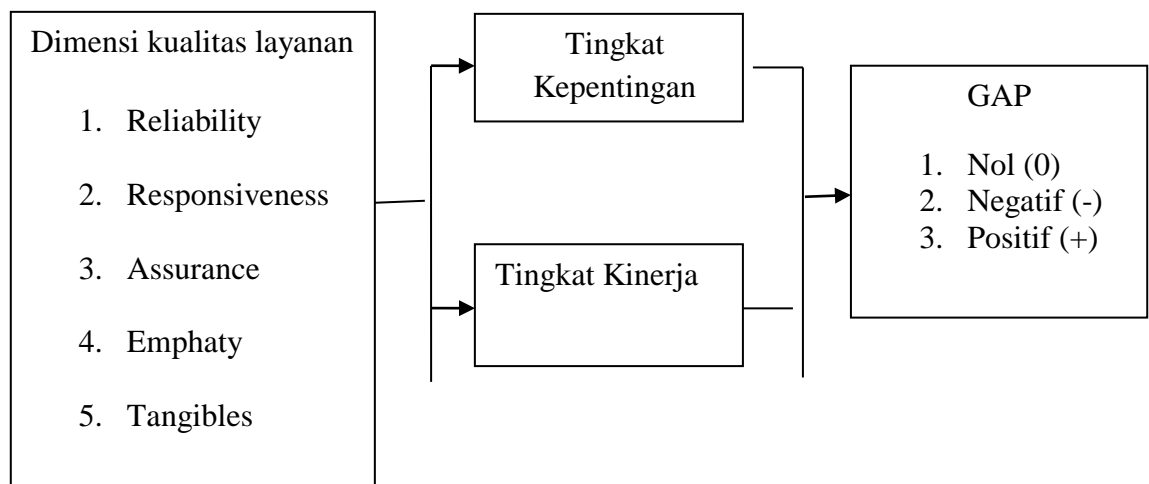 Dimensi kualitas layanan
1. Reliability
2. Responsiveness
3. Assurance
4. Emphaty
5. Tangibles
Tingkat
Kepentingan
Tingkat Kinerja
GAP
1. Nol (0)
2. Negatif (-)
3. Positif (+)